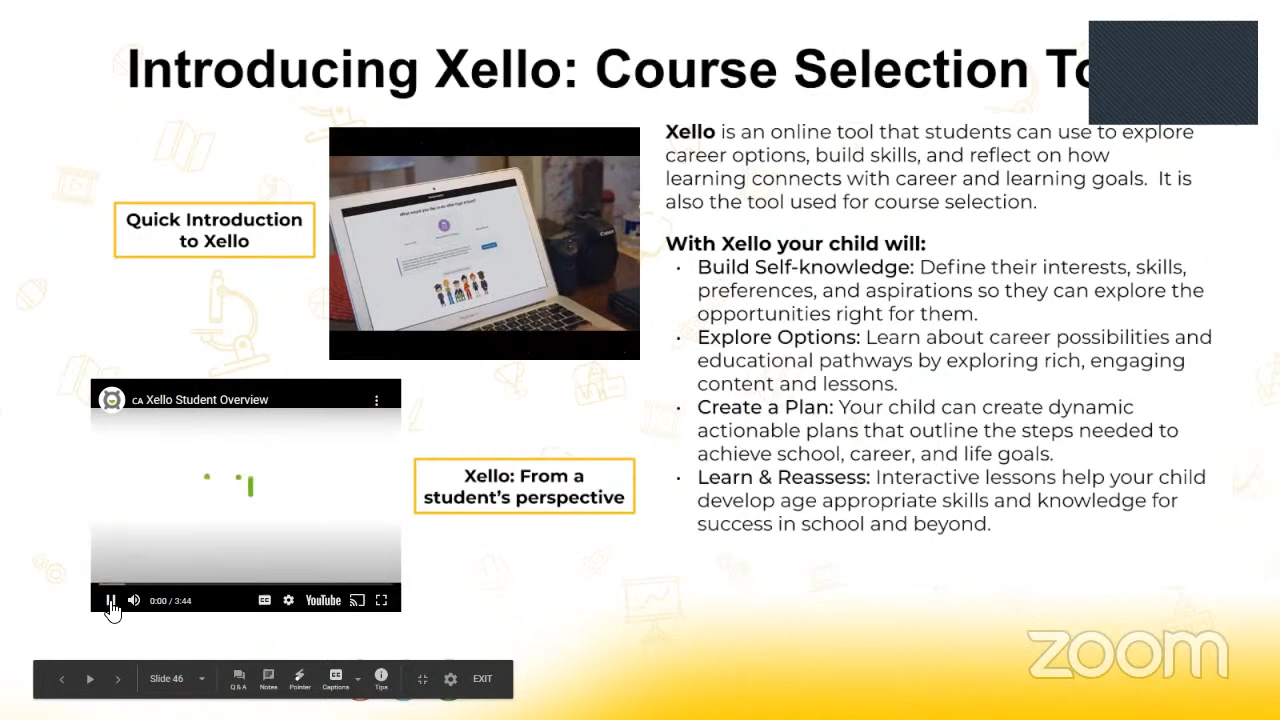 Introducing Xello: Course Selection
Xello is an online tool that students can use to explore
career options, build skills, and reflect on how
learning connects with career and learning goals. It is
also the tool used for course selection.
Quick Introduction
to Xello
With Xello your child will:
· Build Self-knowledge: Define their interests, skills,
preferences, and aspirations so they can explore the
opportunities right for them.
· Explore Options: Learn about career possibilities and
educational pathways by exploring rich, engaging
content and lessons.
· Create a Plan: Your child can create dynamic
actionable plans that outline the steps needed to
achieve school, career, and life goals.
· Learn & Reassess: Interactive lessons help your child
develop age appropriate skills and knowledge for
success in school and beyond.
CA Xello Student Overview
Xello: From a
student's perspective
0:00 / 3:44
YouTube
zoom
Slide 46
Q & A
Notes
Pointer
Captions
Tips
EXIT